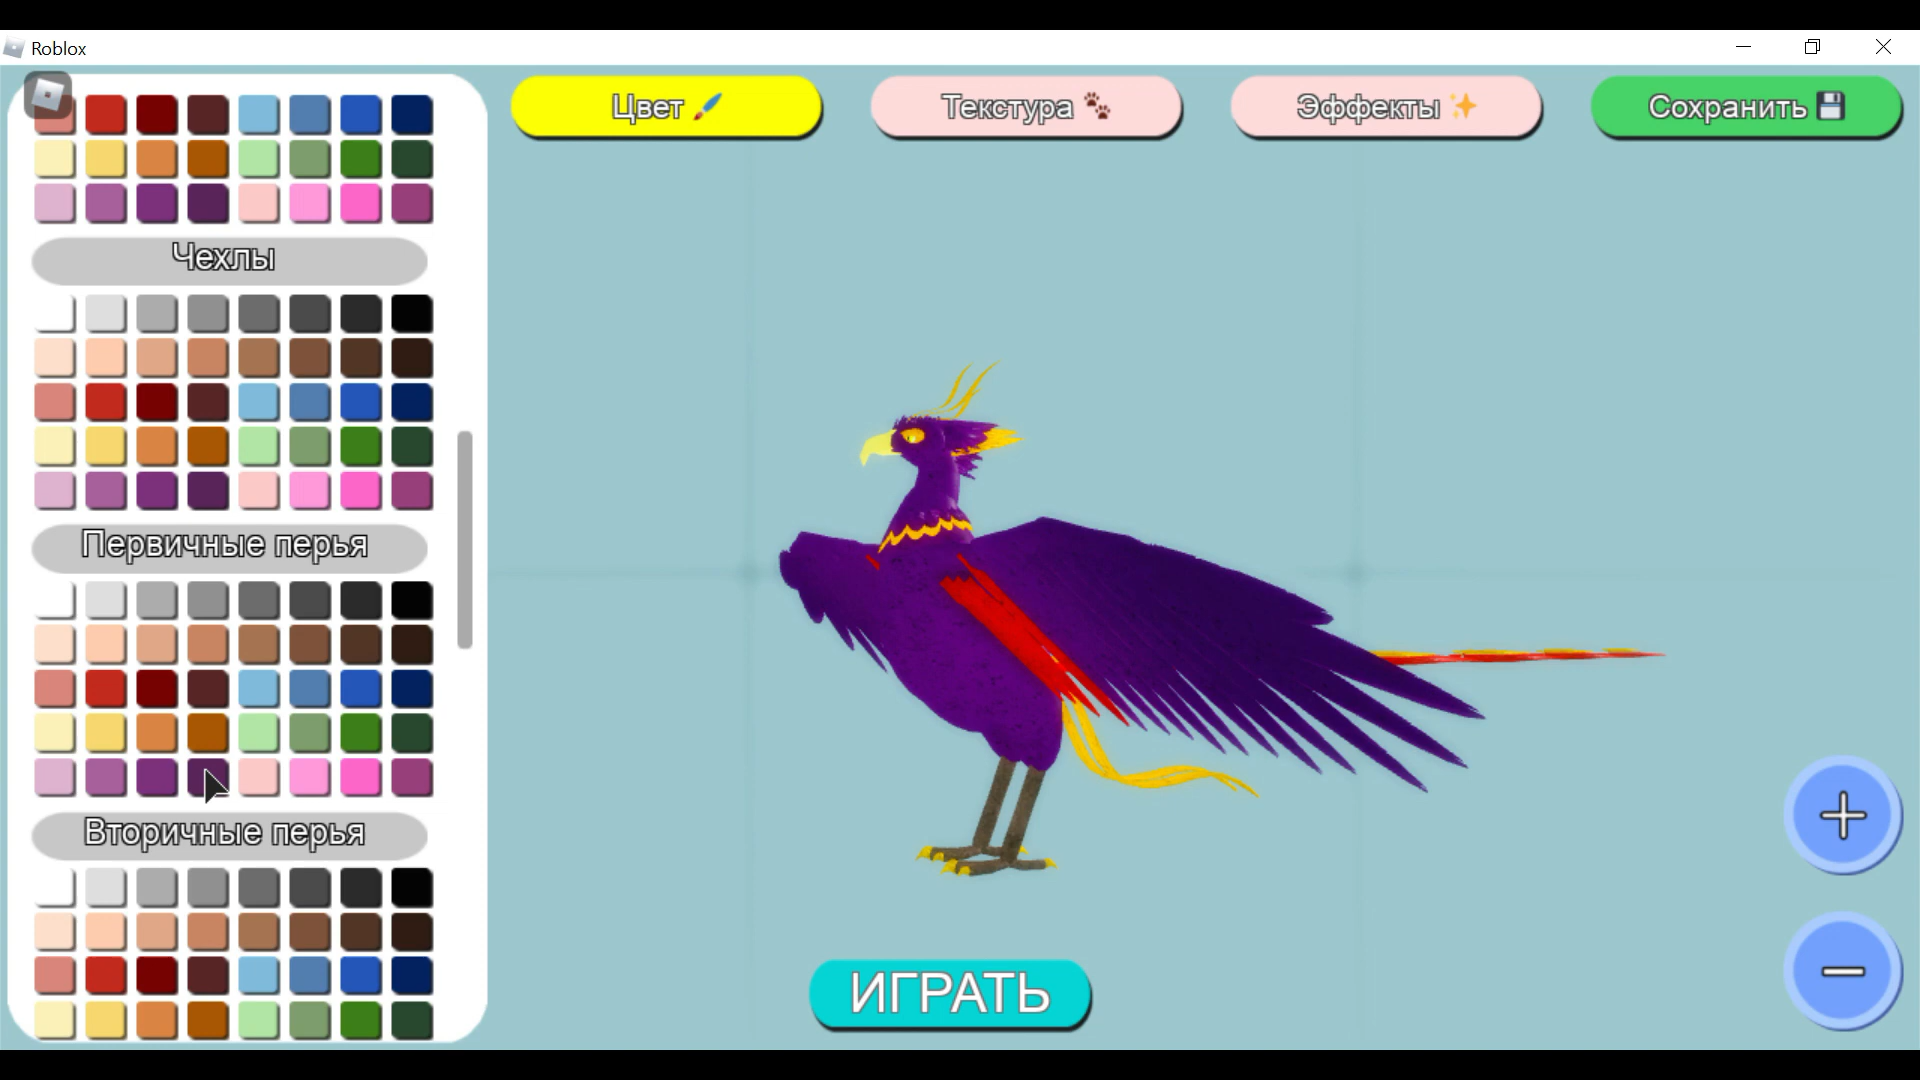 Roblox
Цвет
Текстура
Эффекты
Сохранить
Чехлы
Первичные перья
Вторичные перья
ИГРАТЬ